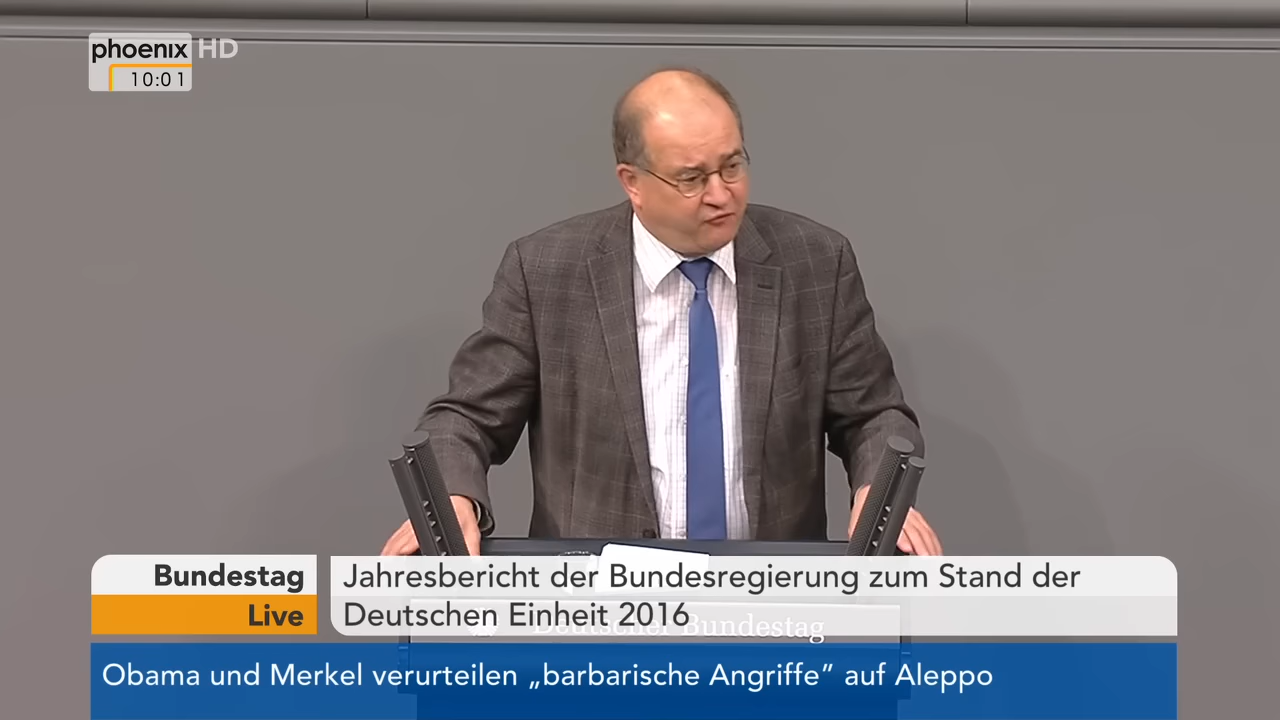 phoenix HD
10:01
Bundestag
Live
Jahresbericht der Bundesregierung zum Stand der
Deutschen Einheit 2016
Deutscher Bundestag
Obama und Merkel verurteilen „barbarische Angriffe” auf Aleppo